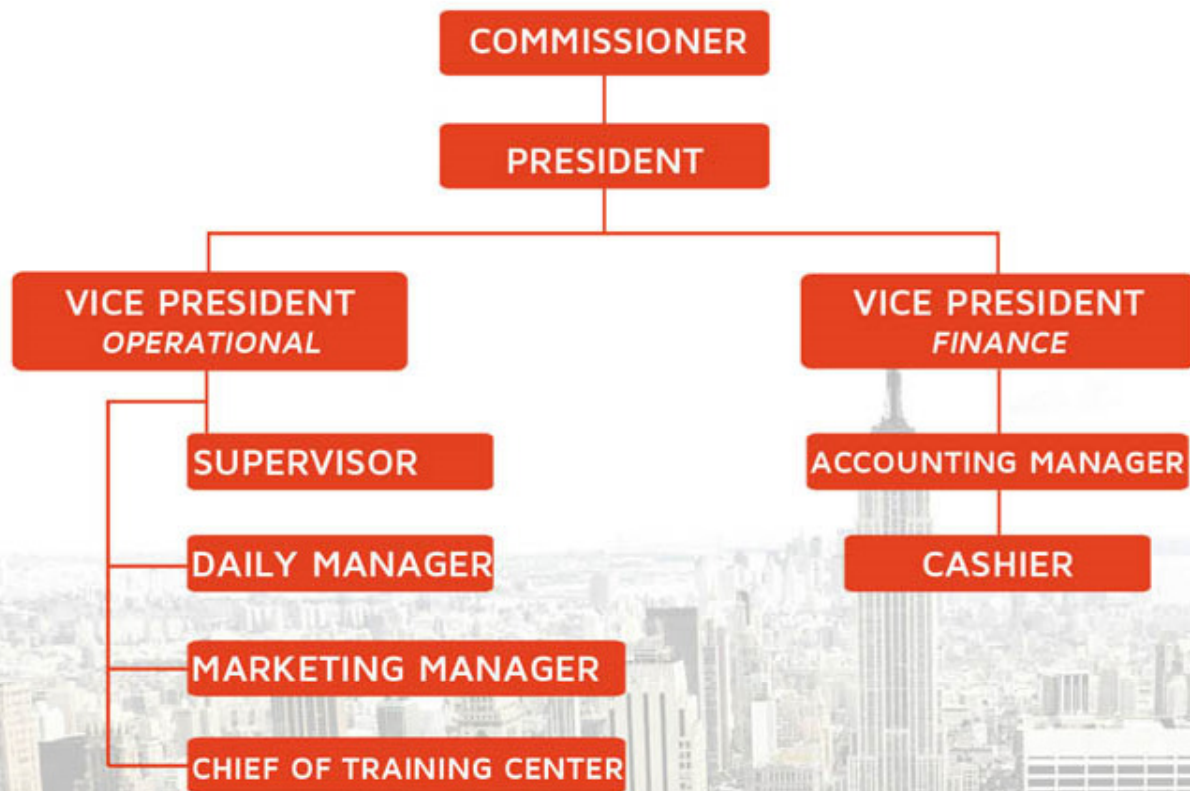 COMMISSIONER
PRESIDENT
VICE PRESIDENT
OPERATIONAL
SUPERVISOR
DAILY MANAGER
MARKETING MANAGER
CHIEF OF TRAINING CENTER
VICE PRESIDENT
FINANCE
ACCOUNTING MANAGER
CASHIER